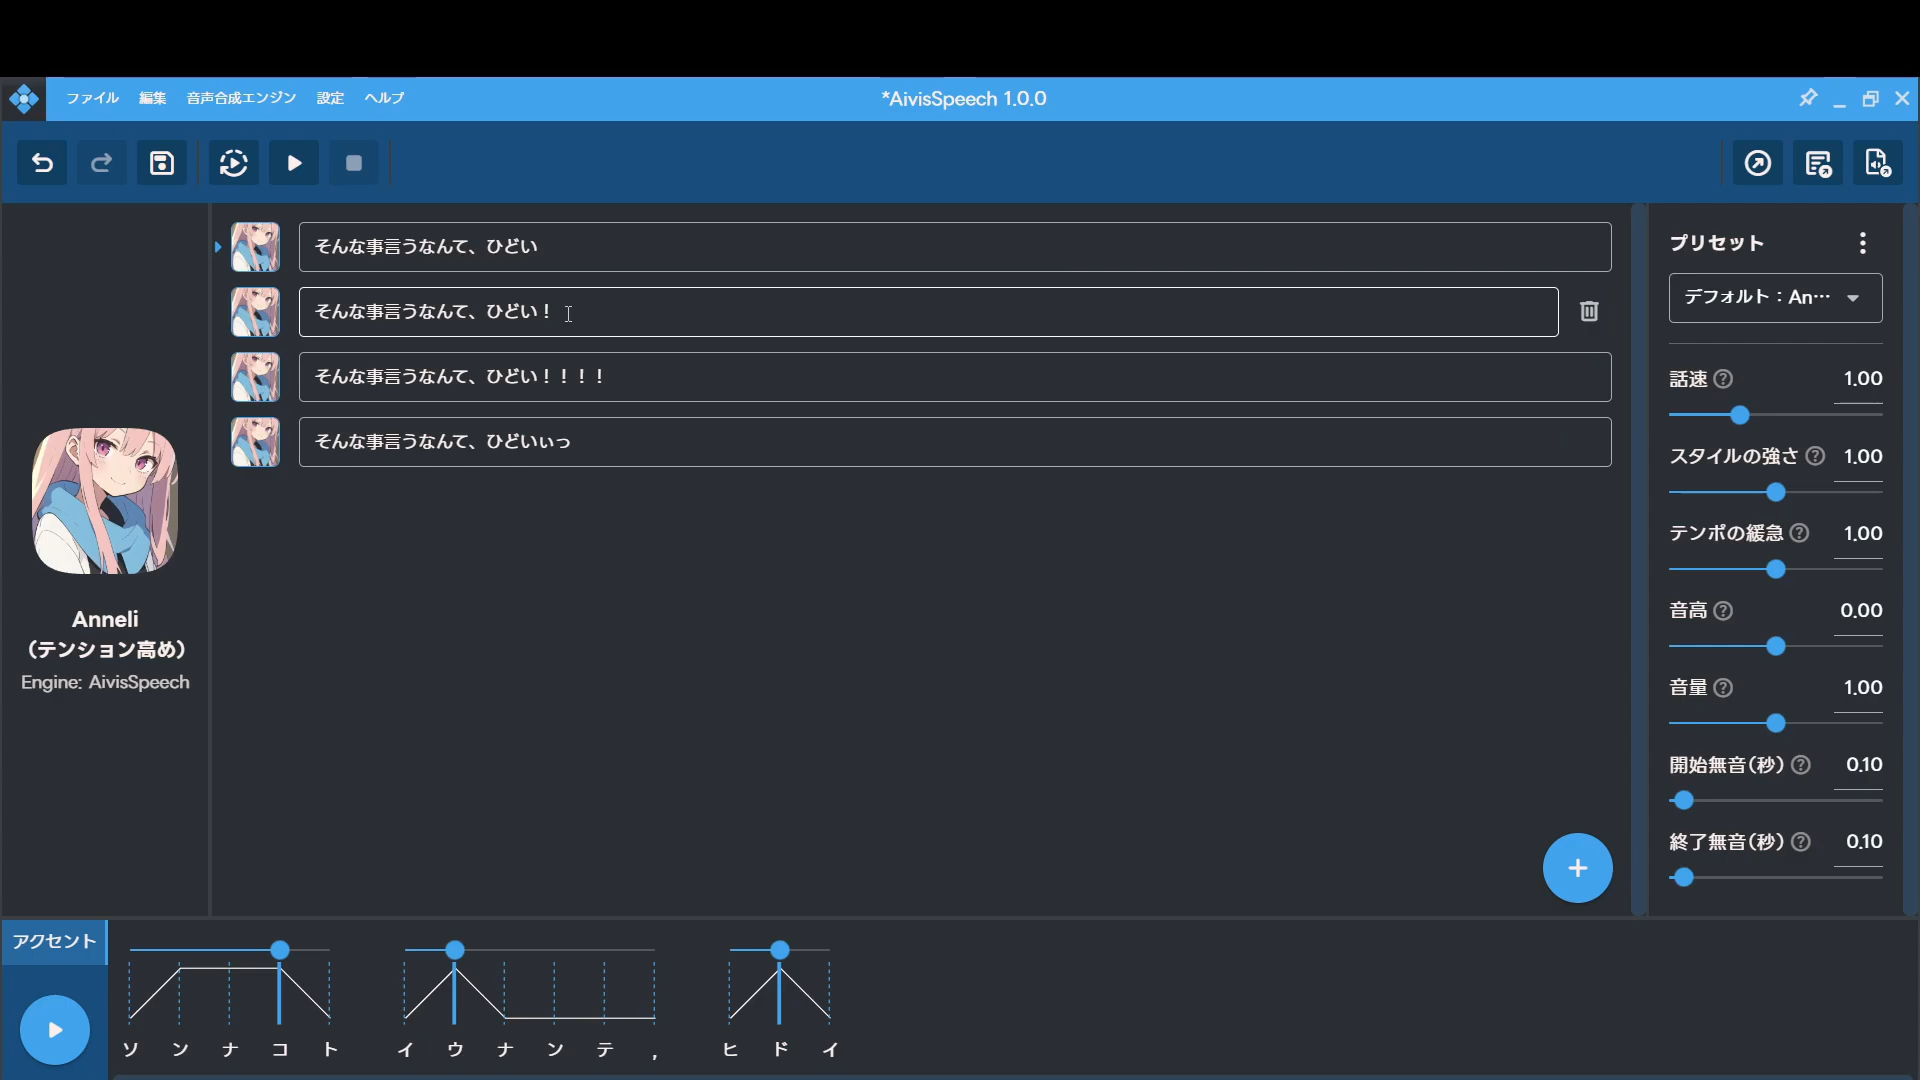 ファイル 編集 音声合成エンジン 設定 ヘルプ
*AivisSpeech 1.0.0
そんな事言うなんて、ひどい
そんな事言うなんて、ひどい！
そんな事言うなんて、ひどい！！！！
そんな事言うなんて、ひどいぃっ
Anneli
（テンション高め）
Engine: AivisSpeech
プリセット
デフォルト：An…
話速 1.00
スタイルの強さ 1.00
テンポの緩急 1.00
音高 0.00
音量 1.00
開始無音(秒) 0.10
終了無音(秒) 0.10
アクセント
ソ ン ナ コ ト イ ウ ナ ン テ , ヒ ド イ